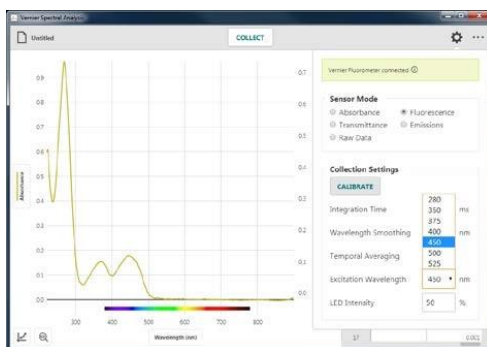 Vernier Spectral Analysis
Untitled
COLLECT
Vernier Fluorometer connected
Sensor Mode
Absorbance
Fluorescence
Transmittance
Emissions
Raw Data
Collection Settings
CALIBRATE
Integration Time
ms
Wavelength Smoothing
nm
Temporal Averaging
Excitation Wavelength
450
nm
LED Intensity
50
%
280
350
375
400
450
500
525
0.9
0.8
0.7
0.6
0.5
0.4
0.3
0.2
0.1
0.0
Absorbance
0.7
0.6
0.5
0.4
0.3
0.2
0.1
0.0
300
400
500
600
700
800
Wavelength (nm)
17
0.001